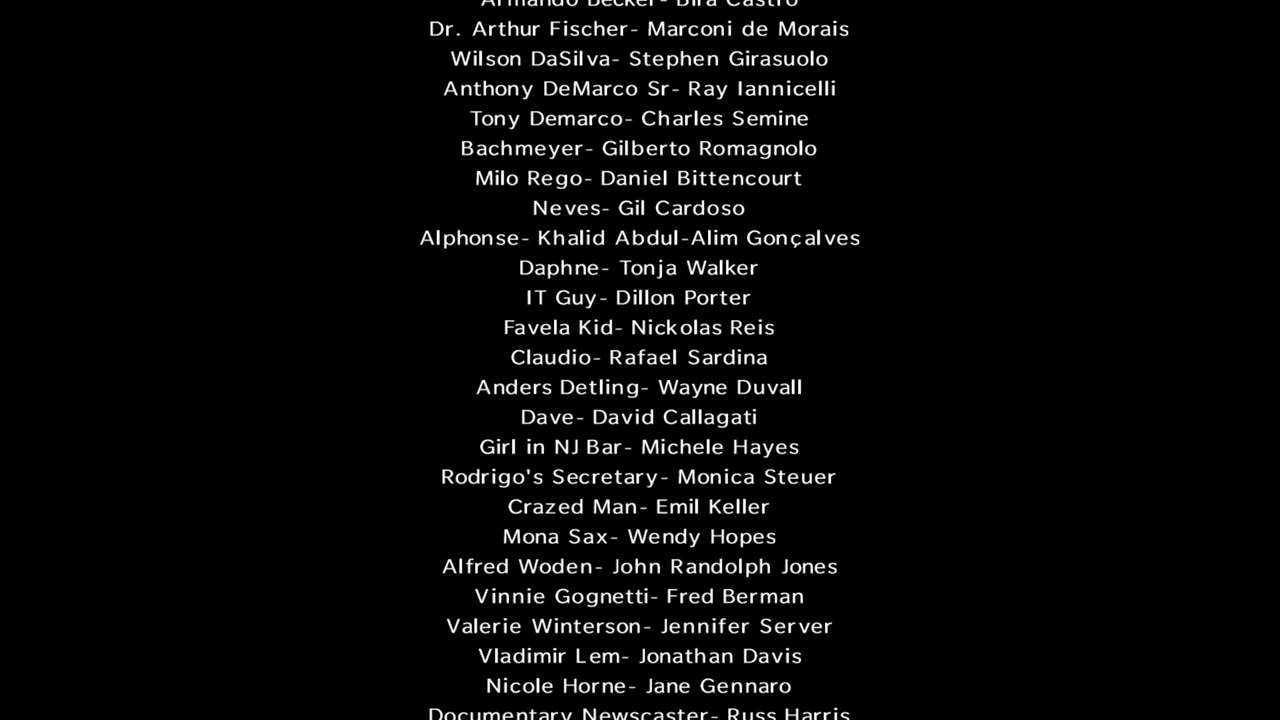 Armando Becker- Bira Castro
Dr. Arthur Fischer- Marconi de Morais
Wilson DaSilva- Stephen Girasuolo
Anthony DeMarco Sr- Ray Iannicelli
Tony Demarco- Charles Semine
Bachmeyer- Gilberto Romagnolo
Milo Rego- Daniel Bittencourt
Neves- Gil Cardoso
Alphonse- Khalid Abdul-Alim Gonçalves
Daphne- Tonja Walker
IT Guy- Dillon Porter
Favela Kid- Nickolas Reis
Claudio- Rafael Sardina
Anders Detling- Wayne Duvall
Dave- David Callagati
Girl in NJ Bar- Michele Hayes
Rodrigo's Secretary- Monica Steuer
Crazed Man- Emil Keller
Mona Sax- Wendy Hopes
Alfred Woden- John Randolph Jones
Vinnie Gognetti- Fred Berman
Valerie Winterson- Jennifer Server
Vladimir Lem- Jonathan Davis
Nicole Horne- Jane Gennaro
Documentary Newscaster- Russ Harris